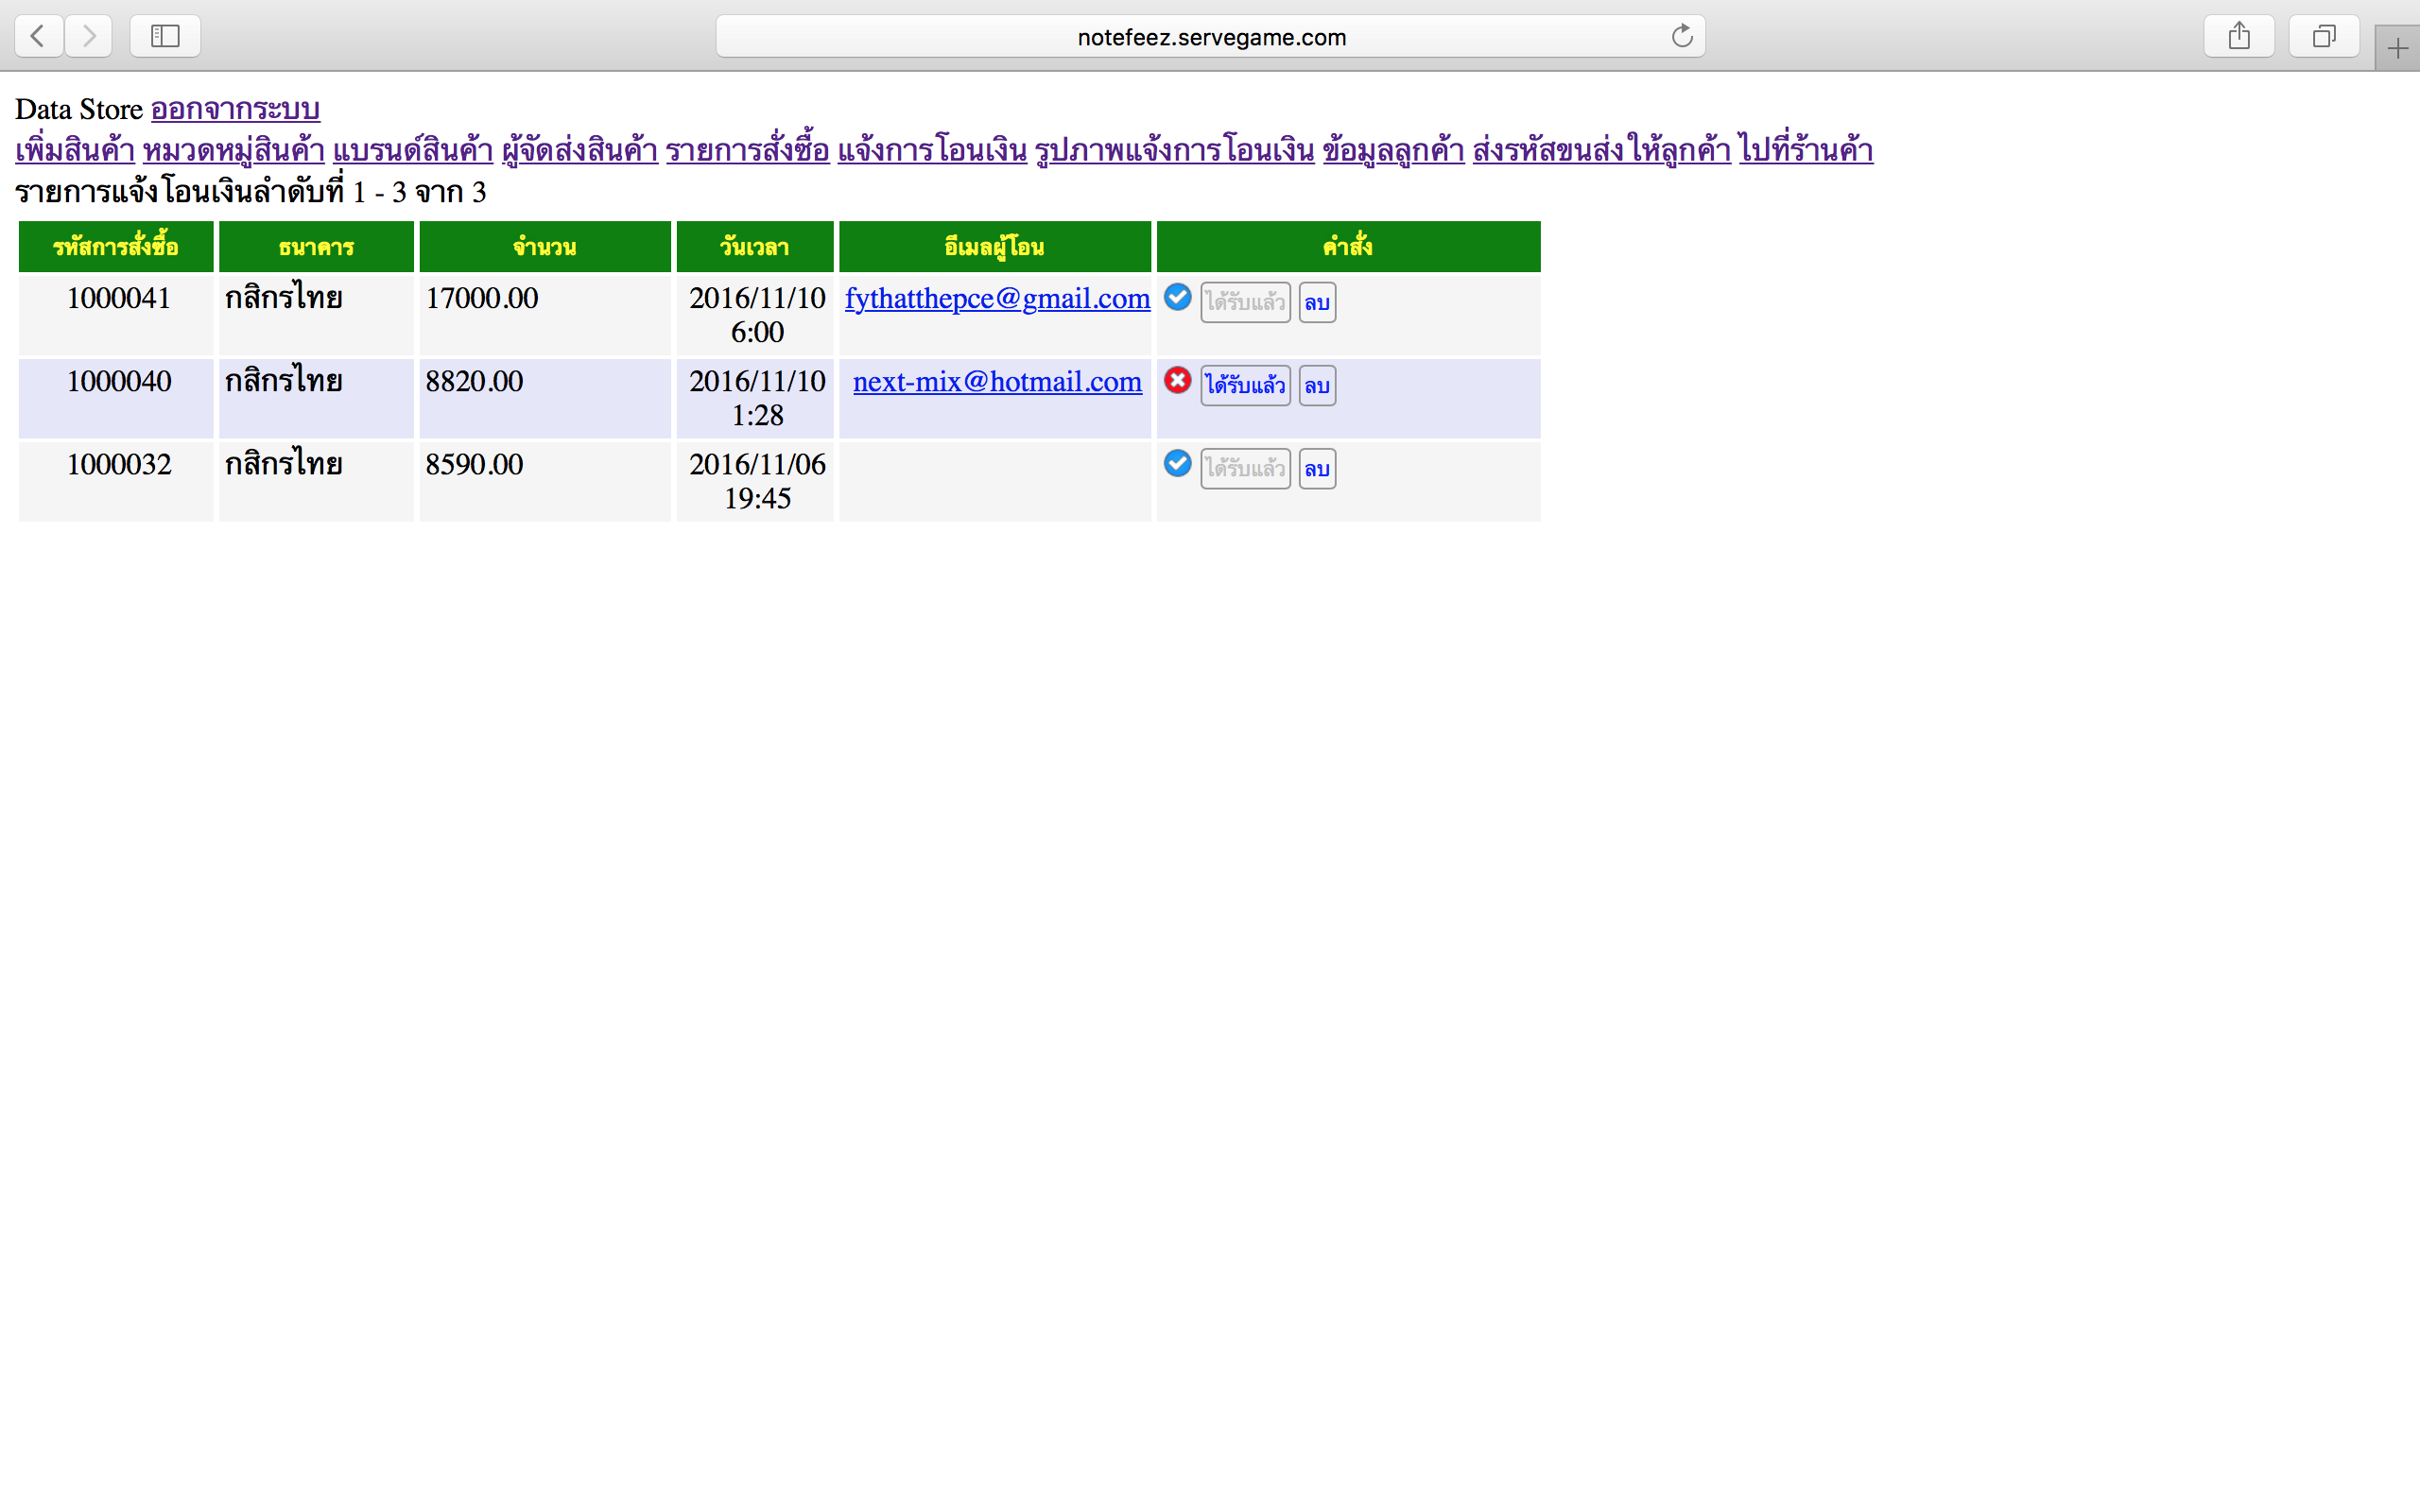 notefeez.servegame.com
Data Store ออกจากระบบ
เพิ่มสินค้า หมวดหมู่สินค้า แบรนด์สินค้า ผู้จัดส่งสินค้า รายการสั่งซื้อ แจ้งการโอนเงิน รูปภาพแจ้งการโอนเงิน ข้อมูลลูกค้า ส่งรหัสขนส่งให้ลูกค้า ไปที่ร้านค้า
รายการแจ้งโอนเงินลำดับที่ 1 - 3 จาก 3
รหัสการสั่งซื้อ ธนาคาร จำนวน วันเวลา อีเมลผู้โอน คำสั่ง
1000041 กสิกรไทย 17000.00 2016/11/10 fythatthepce@gmail.com ได้รับแล้ว ลบ
6:00
1000040 กสิกรไทย 8820.00 2016/11/10 next-mix@hotmail.com ได้รับแล้ว ลบ
1:28
1000032 กสิกรไทย 8590.00 2016/11/06 ได้รับแล้ว ลบ
19:45